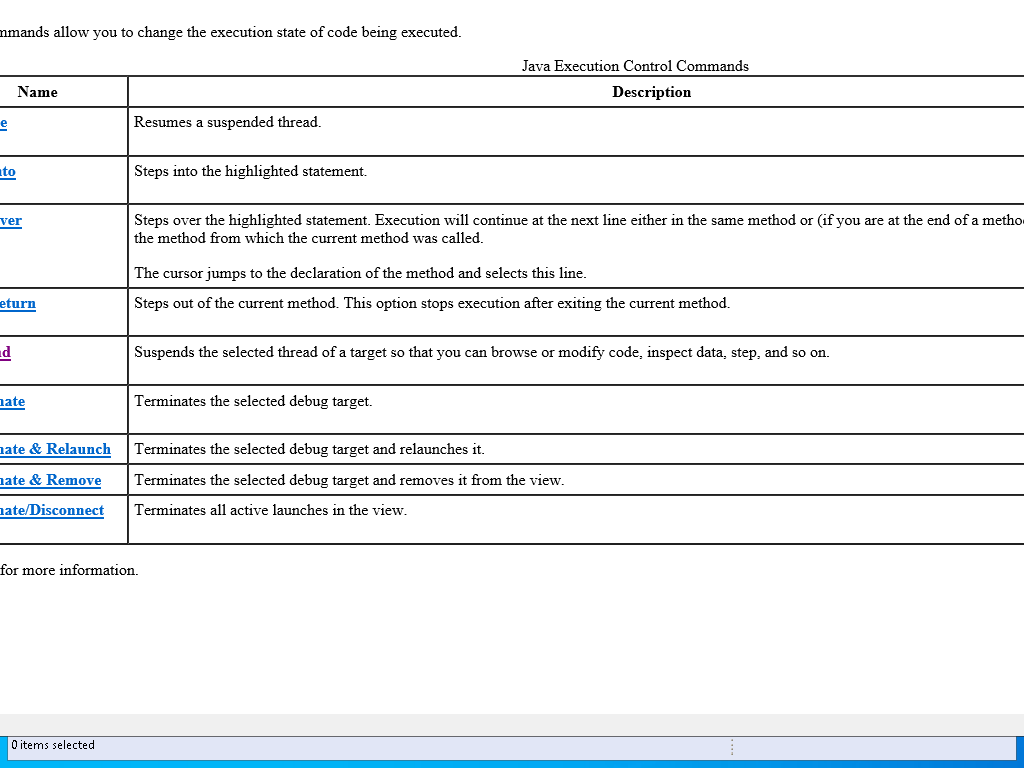 mmands allow you to change the execution state of code being executed.
Java Execution Control Commands
Name Description
e Resumes a suspended thread.
to Steps into the highlighted statement.
ver Steps over the highlighted statement. Execution will continue at the next line either in the same method or (if you are at the end of a metho
the method from which the current method was called.
The cursor jumps to the declaration of the method and selects this line.
eturn Steps out of the current method. This option stops execution after exiting the current method.
d Suspends the selected thread of a target so that you can browse or modify code, inspect data, step, and so on.
nate Terminates the selected debug target.
nate & Relaunch Terminates the selected debug target and relaunches it.
nate & Remove Terminates the selected debug target and removes it from the view.
nate/Disconnect Terminates all active launches in the view.
for more information.
0 items selected